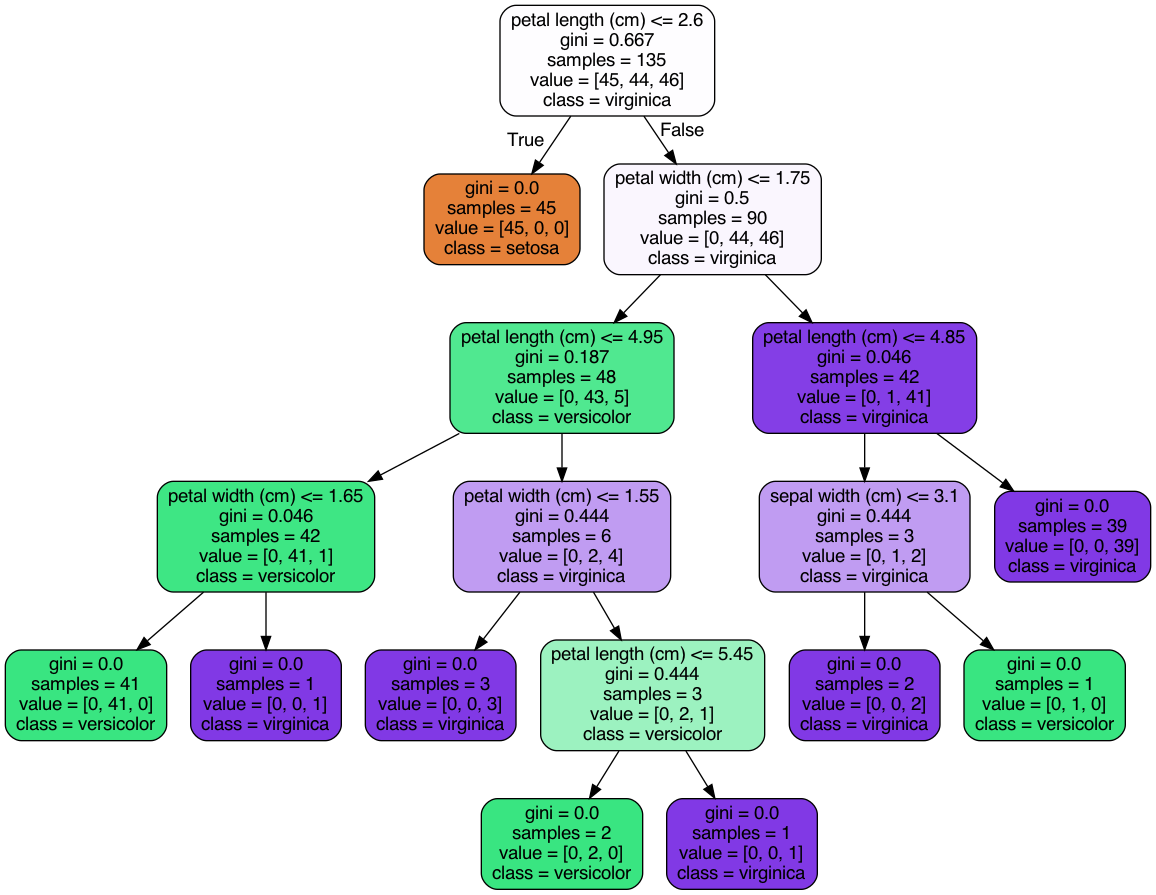 petal length (cm) <= 2.6
gini = 0.667
samples = 135
value = [45, 44, 46]
class = virginica
True
False
gini = 0.0
samples = 45
value = [45, 0, 0]
class = setosa
petal width (cm) <= 1.75
gini = 0.5
samples = 90
value = [0, 44, 46]
class = virginica
petal length (cm) <= 4.95
gini = 0.187
samples = 48
value = [0, 43, 5]
class = versicolor
petal length (cm) <= 4.85
gini = 0.046
samples = 42
value = [0, 1, 41]
class = virginica
petal width (cm) <= 1.65
gini = 0.046
samples = 42
value = [0, 41, 1]
class = versicolor
petal width (cm) <= 1.55
gini = 0.444
samples = 6
value = [0, 2, 4]
class = virginica
sepal width (cm) <= 3.1
gini = 0.444
samples = 3
value = [0, 1, 2]
class = virginica
gini = 0.0
samples = 39
value = [0, 0, 39]
class = virginica
gini = 0.0
samples = 41
value = [0, 41, 0]
class = versicolor
gini = 0.0
samples = 1
value = [0, 0, 1]
class = virginica
gini = 0.0
samples = 3
value = [0, 0, 3]
class = virginica
petal length (cm) <= 5.45
gini = 0.444
samples = 3
value = [0, 2, 1]
class = versicolor
gini = 0.0
samples = 2
value = [0, 0, 2]
class = virginica
gini = 0.0
samples = 1
value = [0, 1, 0]
class = versicolor
gini = 0.0
samples = 2
value = [0, 2, 0]
class = versicolor
gini = 0.0
samples = 1
value = [0, 0, 1]
class = virginica